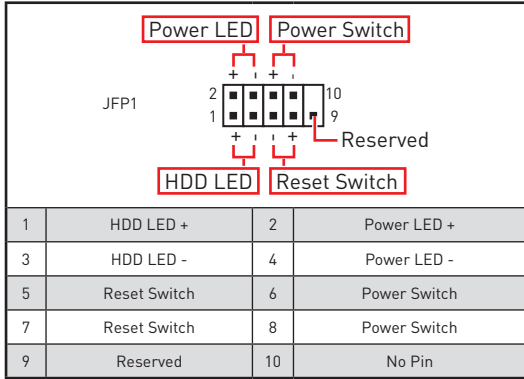 Power LED Power Switch
+ - + -
JFP1
2 10
1 9
+ - - +
Reserved
HDD LED Reset Switch
1 HDD LED + 2 Power LED +
3 HDD LED - 4 Power LED -
5 Reset Switch 6 Power Switch
7 Reset Switch 8 Power Switch
9 Reserved 10 No Pin